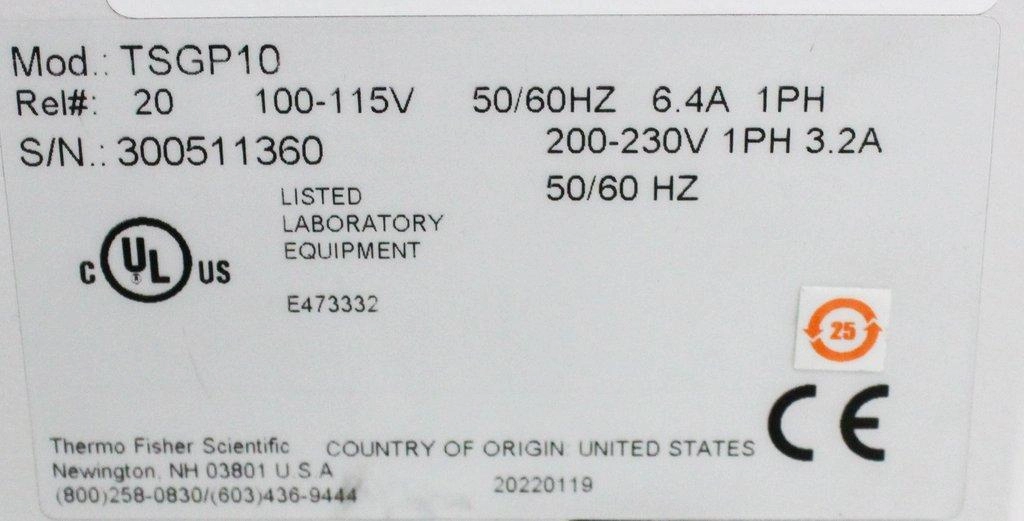 Mod.: TSGP10
Rel#: 20 100-115V 50/60HZ 6.4A 1PH
200-230V 1PH 3.2A
S/N.: 300511360
50/60 HZ
LISTED
LABORATORY
EQUIPMENT
C UL ® US
E473332
25
CE
Thermo Fisher Scientific COUNTRY OF ORIGIN: UNITED STATES
Newington, NH 03801 U.S.A
(800)258-0830/(603)436-9444
20220119